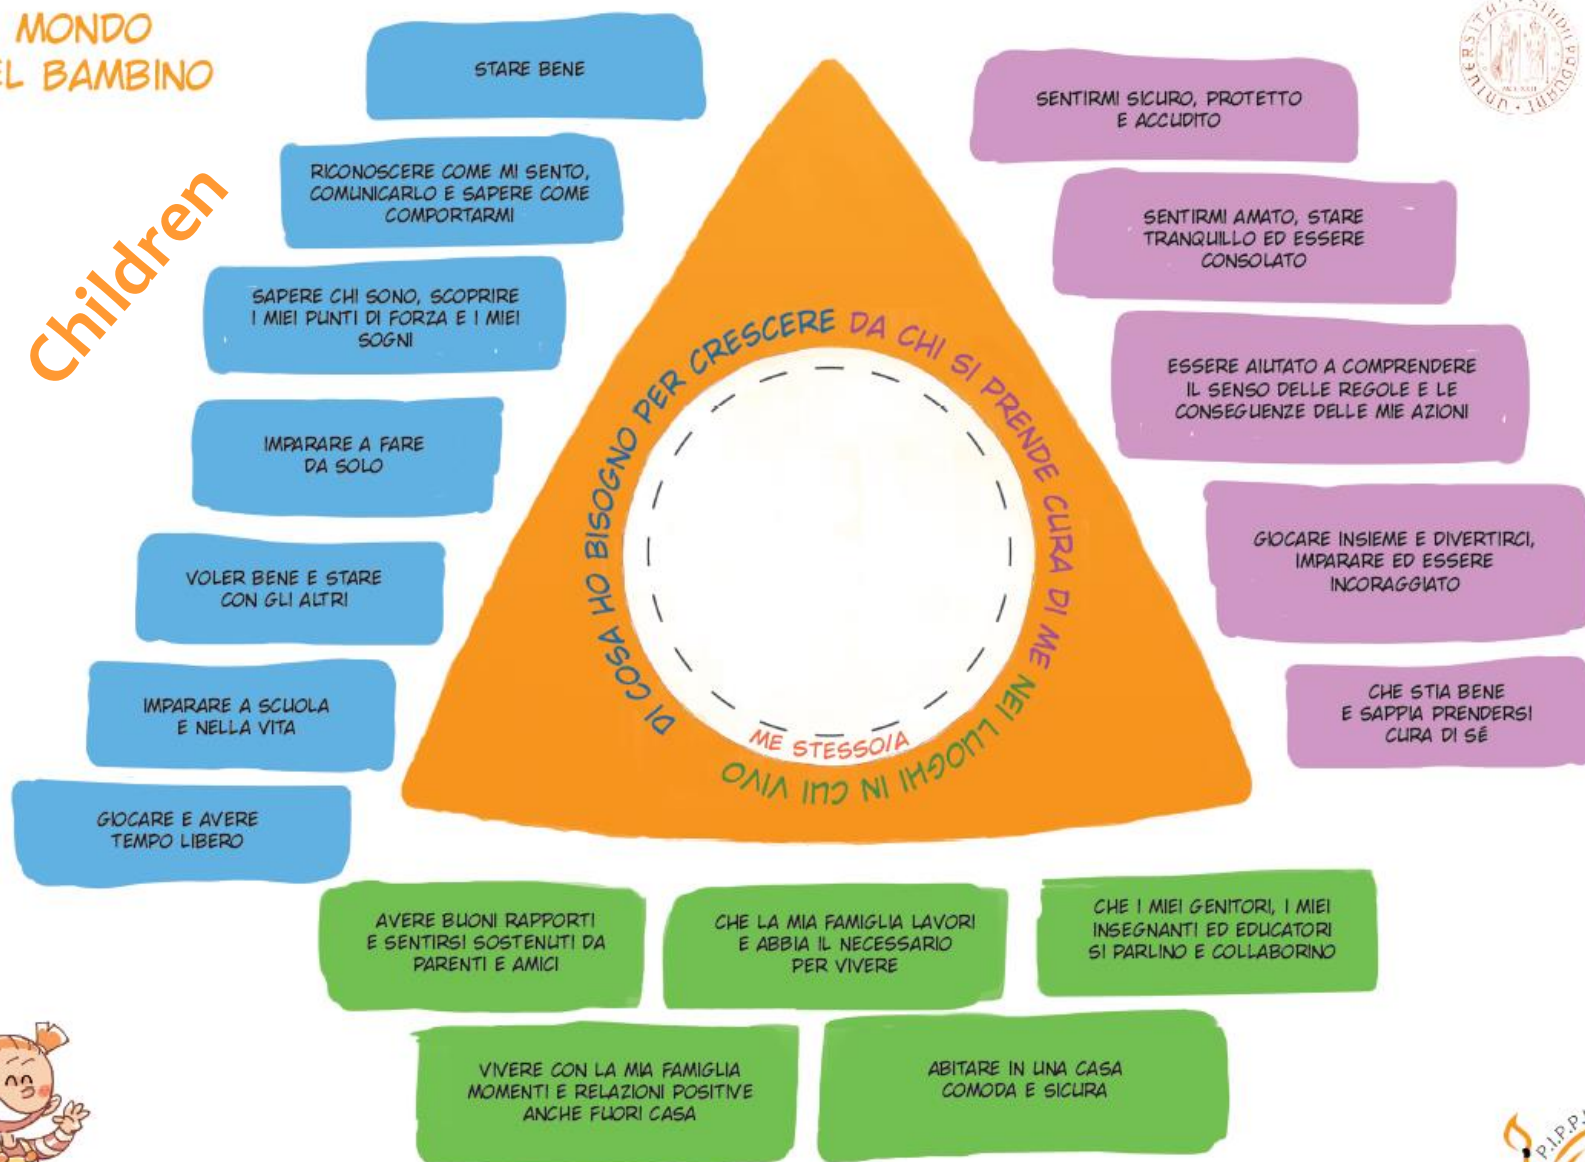 MONDO
EL BAMBINO
Children
STARE BENE
RICONOSCERE COME MI SENTO,
COMUNICARLO E SAPERE COME
COMPORTARMI
SAPERE CHI SONO, SCOPRIRE
I MIEI PUNTI DI FORZA E I MIEI
SOGNI
IMPARARE A FARE
DA SOLO
VOLER BENE E STARE
CON GLI ALTRI
IMPARARE A SCUOLA
E NELLA VITA
GIOCARE E AVERE
TEMPO LIBERO
DI COSA HO BISOGNO PER CRESCERE
DA CHI SI PRENDE CURA DI ME
NEI LUOGHI IN CUI VIVO
ME STESSO/A
SENTIRMI SICURO, PROTETTO
E ACCUDITO
SENTIRMI AMATO, STARE
TRANQUILLO ED ESSERE
CONSOLATO
ESSERE AIUTATO A COMPRENDERE
IL SENSO DELLE REGOLE E LE
CONSEGUENZE DELLE MIE AZIONI
GIOCARE INSIEME E DIVERTIRCI,
IMPARARE ED ESSERE
INCORAGGIATO
CHE STIA BENE
E SAPPIA PRENDERSI
CURA DI SÉ
AVERE BUONI RAPPORTI
E SENTIRSI SOSTENUTI DA
PARENTI E AMICI
CHE LA MIA FAMIGLIA LAVORI
E ABBIA IL NECESSARIO
PER VIVERE
CHE I MIEI GENITORI, I MIEI
INSEGNANTI ED EDUCATORI
SI PARLINO E COLLABORINO
VIVERE CON LA MIA FAMIGLIA
MOMENTI E RELAZIONI POSITIVE
ANCHE FUORI CASA
ABITARE IN UNA CASA
COMODA E SICURA
P.I.P.P.I